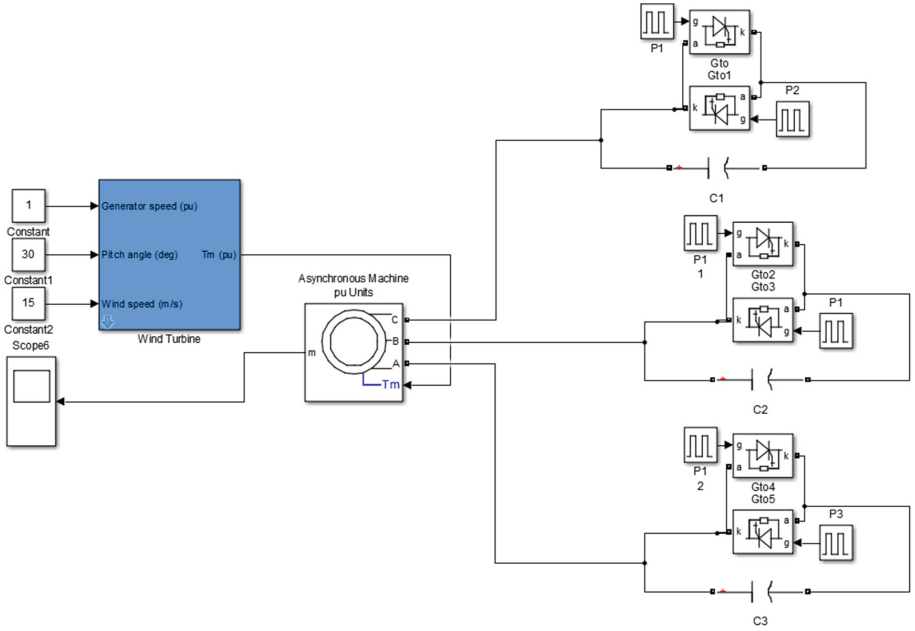 P1
g
k
a
Gto
Gto1
a
k
g
P2
C1
1
Constant
30
Constant1
15
Constant2
Generator speed (pu)
Pitch angle (deg)
Tm (pu)
Wind speed (m/s)
Wind Turbine
Scope6
Asynchronous Machine
pu Units
m
C
B
A
Tm
P1
1
g
k
a
Gto2
Gto3
a
k
g
P1
C2
P1
2
g
k
a
Gto4
Gto5
a
k
g
P3
C3